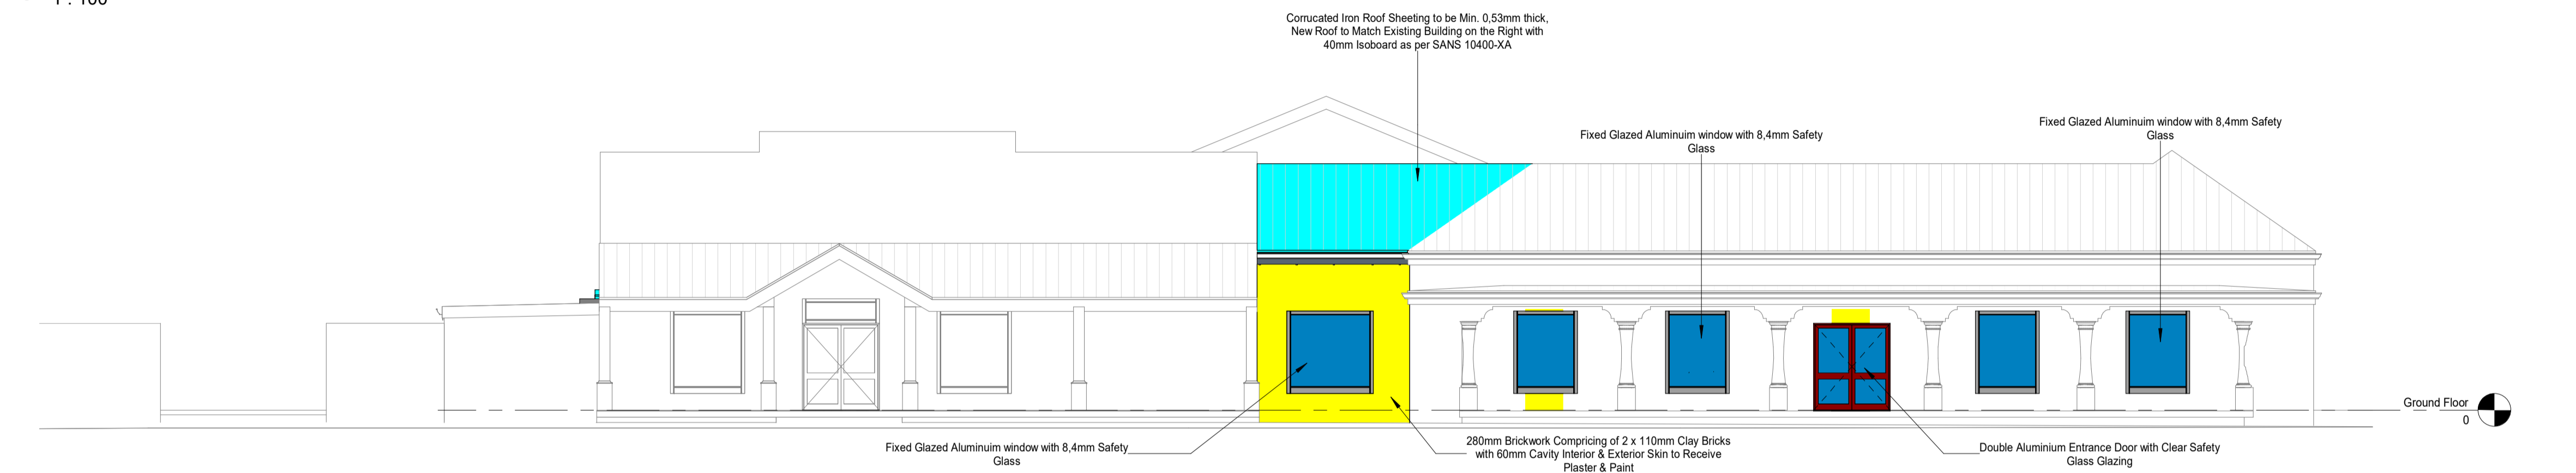 1 : 100
Corrucated Iron Roof Sheeting to be Min. 0,53mm thick,
New Roof to Match Existing Building on the Right with
40mm Isoboard as per SANS 10400-XA
Fixed Glazed Aluminuim window with 8,4mm Safety
Glass
Fixed Glazed Aluminuim window with 8,4mm Safety
Glass
Ground Floor
0
Fixed Glazed Aluminuim window with 8,4mm Safety
Glass
280mm Brickwork Compricing of 2 x 110mm Clay Bricks
with 60mm Cavity Interior & Exterior Skin to Receive
Plaster & Paint
Double Aluminium Entrance Door with Clear Safety
Glass Glazing